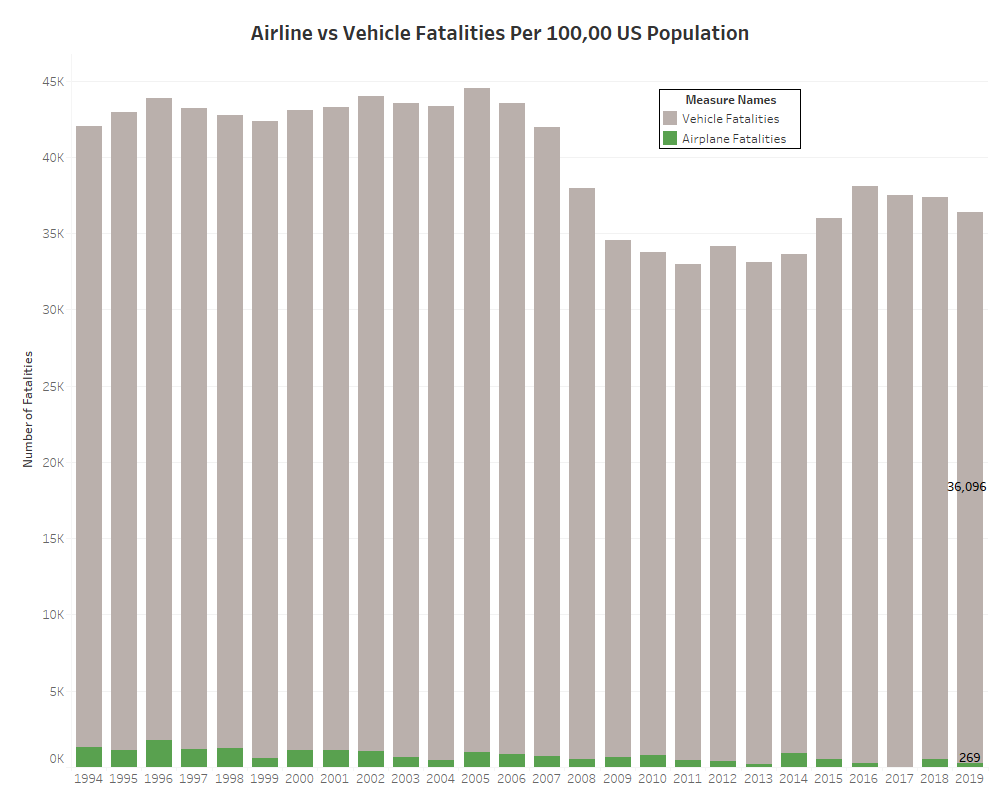 Airline vs Vehicle Fatalities Per 100,00 US Population
Measure Names
Vehicle Fatalities
Airplane Fatalities
Number of Fatalities
45K
40K
35K
30K
25K
20K
15K
10K
5K
0K
36,096
269
1994 1995 1996 1997 1998 1999 2000 2001 2002 2003 2004 2005 2006 2007 2008 2009 2010 2011 2012 2013 2014 2015 2016 2017 2018 2019